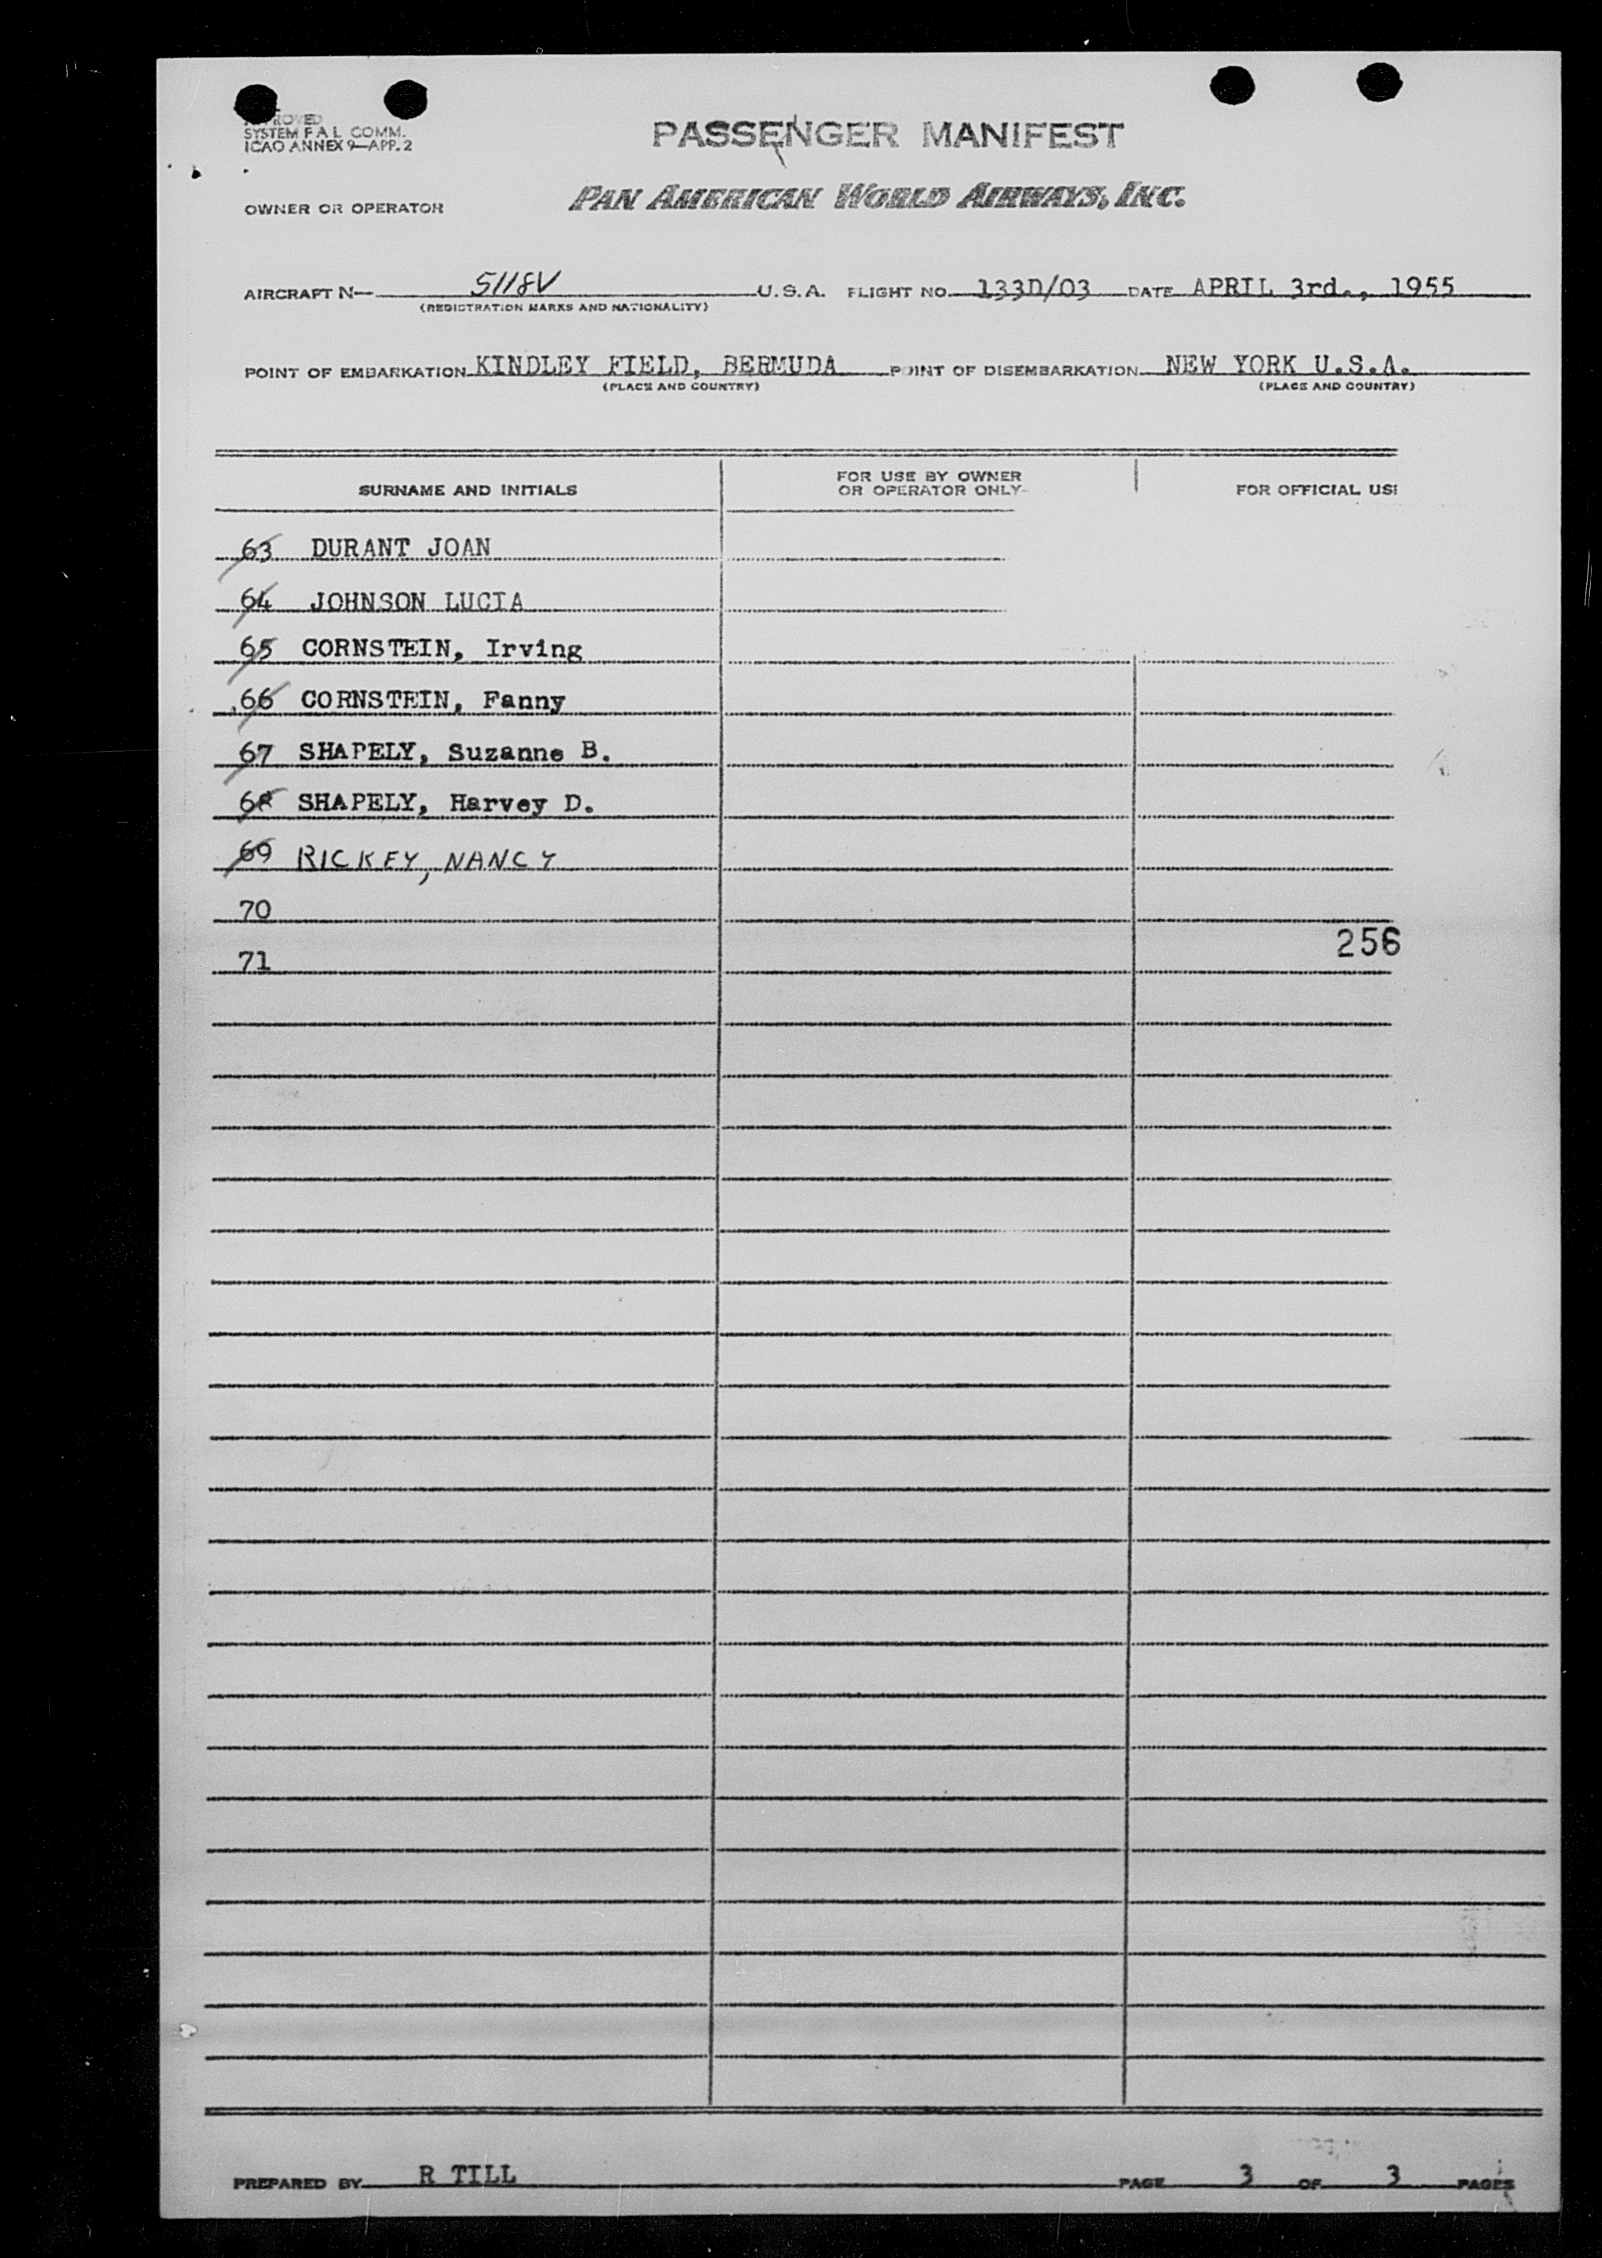 APPROVED
SYSTEM F A L COMM.
ICAO ANNEX 9—APP. 2
PASSENGER MANIFEST
OWNER OR OPERATOR
PAN AMERICAN WORLD AIRWAYS, INC.
AIRCRAFT N— 5118V U.S.A. FLIGHT NO. 133D/03 DATE APRIL 3rd., 1955
(REGISTRATION MARKS AND NATIONALITY)
POINT OF EMBARKATION KINDLEY FIELD, BERMUDA POINT OF DISEMBARKATION NEW YORK U.S.A.
(PLACE AND COUNTRY) (PLACE AND COUNTRY)
SURNAME AND INITIALS FOR USE BY OWNER OR OPERATOR ONLY FOR OFFICIAL USE
63 DURANT JOAN
64 JOHNSON LUCIA
65 CORNSTEIN, Irving
66 CORNSTEIN, Fanny
67 SHAPELY, Suzanne B.
68 SHAPELY, Harvey D.
69 RICKEY, NANCY
70
256
71
PREPARED BY R TILL PAGE 3 OF 3 PAGES